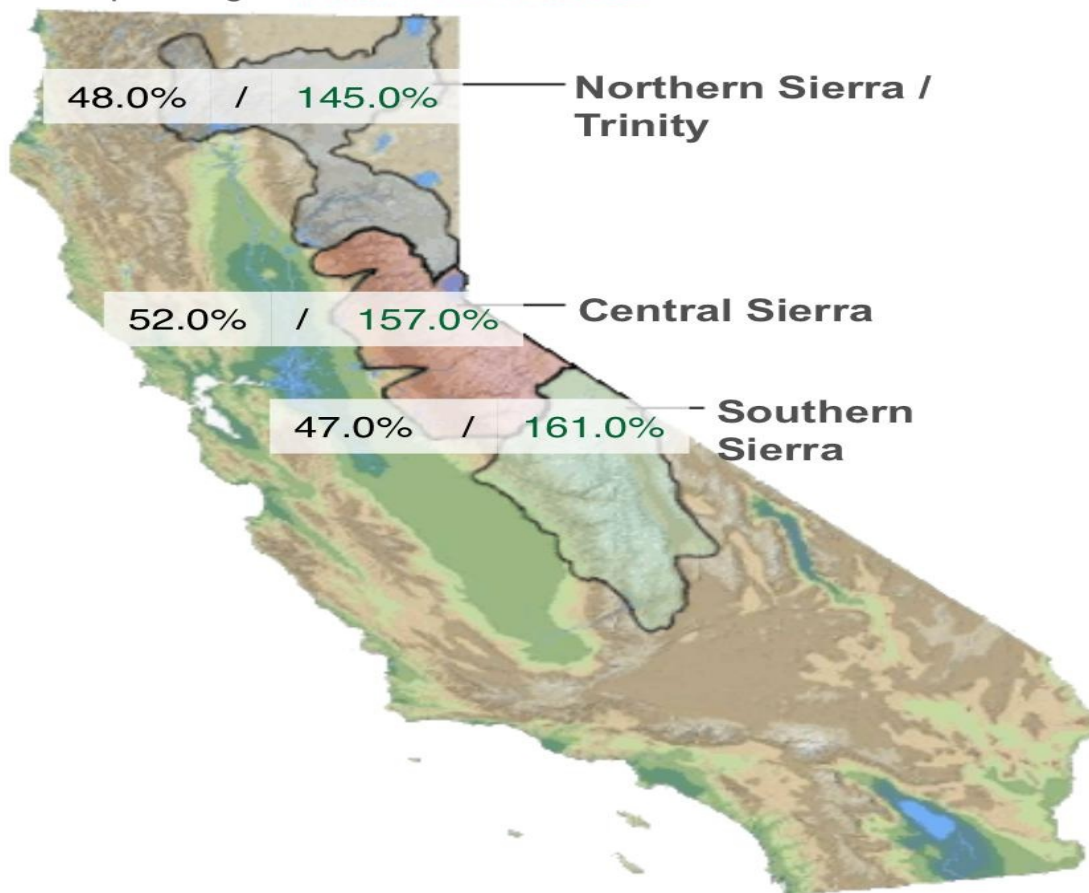 48.0% / 145.0%
Northern Sierra /
Trinity
52.0% / 157.0%
Central Sierra
47.0% / 161.0%
Southern
Sierra